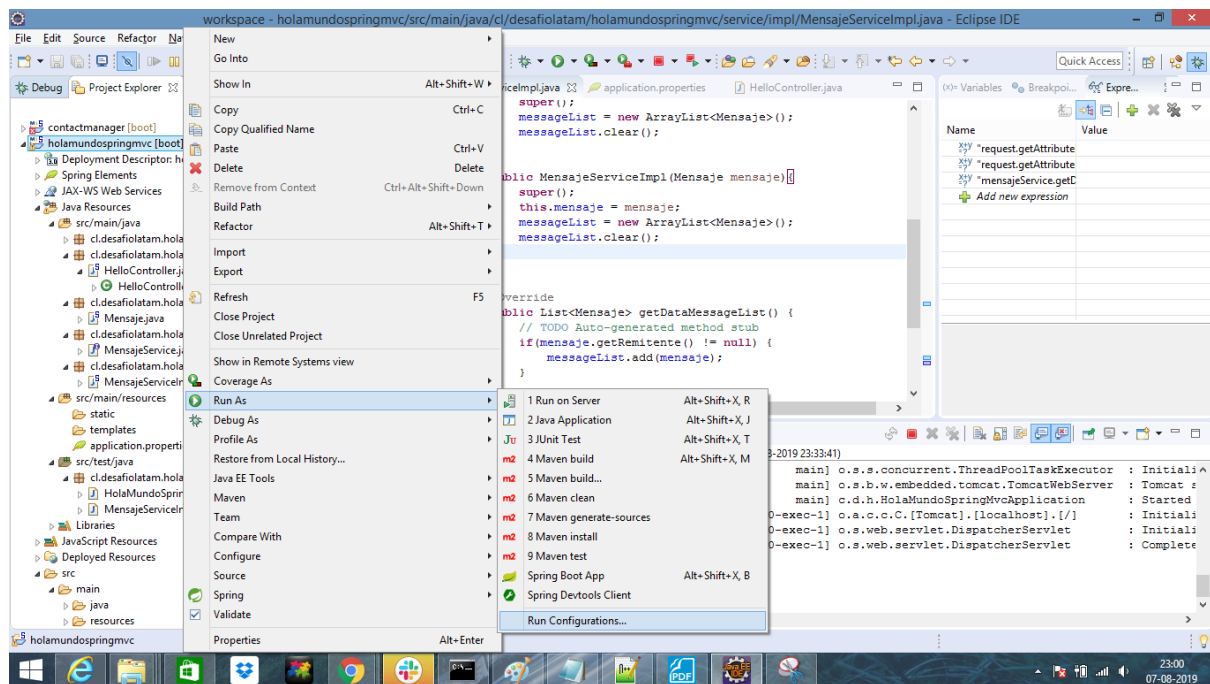 workspace - holamundospringmvc/src/main/java/cl/desafiolatam/holamundospringmvc/service/impl/MensajeServiceImpl.java - Eclipse IDE
File Edit Source Refactor Na
Quick Access
Debug Project Explorer
contactmanager [boot]
holamundospringmvc [boot]
Deployment Descriptor: h
Spring Elements
JAX-WS Web Services
Java Resources
src/main/java
cl.desafiolatam.hola
cl.desafiolatam.hola
HelloController.j
HelloControlle
cl.desafiolatam.hola
Mensaje.java
cl.desafiolatam.hola
MensajeService.j
cl.desafiolatam.hola
MensajeServiceIr
src/main/resources
static
templates
application.properti
src/test/java
cl.desafiolatam.hola
HolaMundoSprir
MensajeServiceIr
Libraries
JavaScript Resources
Deployed Resources
src
main
java
resources
holamundospringmvc
New
Go Into
Show In Alt+Shift+W
Copy Ctrl+C
Copy Qualified Name
Paste Ctrl+V
Delete Delete
Remove from Context Ctrl+Alt+Shift+Down
Build Path
Refactor Alt+Shift+T
Import
Export
Refresh F5
Close Project
Close Unrelated Project
Show in Remote Systems view
Coverage As
Run As
Debug As
Profile As
Restore from Local History...
Java EE Tools
Maven
Team
Compare With
Configure
Source
Spring
Validate
Properties Alt+Enter
1 Run on Server Alt+Shift+X, R
2 Java Application Alt+Shift+X, J
Ju 3 JUnit Test Alt+Shift+X, T
m2 4 Maven build Alt+Shift+X, M
m2 5 Maven build...
m2 6 Maven clean
m2 7 Maven generate-sources
m2 8 Maven install
m2 9 Maven test
Spring Boot App Alt+Shift+X, B
Spring Devtools Client
Run Configurations...
viceImpl.java application.properties HelloController.java
super();
messageList = new ArrayList<Mensaje>();
messageList.clear();
ublic MensajeServiceImpl(Mensaje mensaje){
super();
this.mensaje = mensaje;
messageList = new ArrayList<Mensaje>();
messageList.clear();
verride
ublic List<Mensaje> getDataMessageList() {
// TODO Auto-generated method stub
if(mensaje.getRemitente() != null) {
messageList.add(mensaje);
}
(x)= Variables Breakpoi... Expre...
Name Value
"request.getAttribute
"request.getAttribute
"mensajeService.getD
Add new expression
3-2019 23:33:41)
main] o.s.s.concurrent.ThreadPoolTaskExecutor : Initiali
main] o.s.b.w.embedded.tomcat.TomcatWebServer : Tomcat s
main] c.d.h.HolaMundoSpringMvcApplication : Started
0-exec-1] o.a.c.c.C.[Tomcat].[localhost].[/] : Initiali
0-exec-1] o.s.web.servlet.DispatcherServlet : Initiali
0-exec-1] o.s.web.servlet.DispatcherServlet : Complete
PDF
23:00
07-08-2019